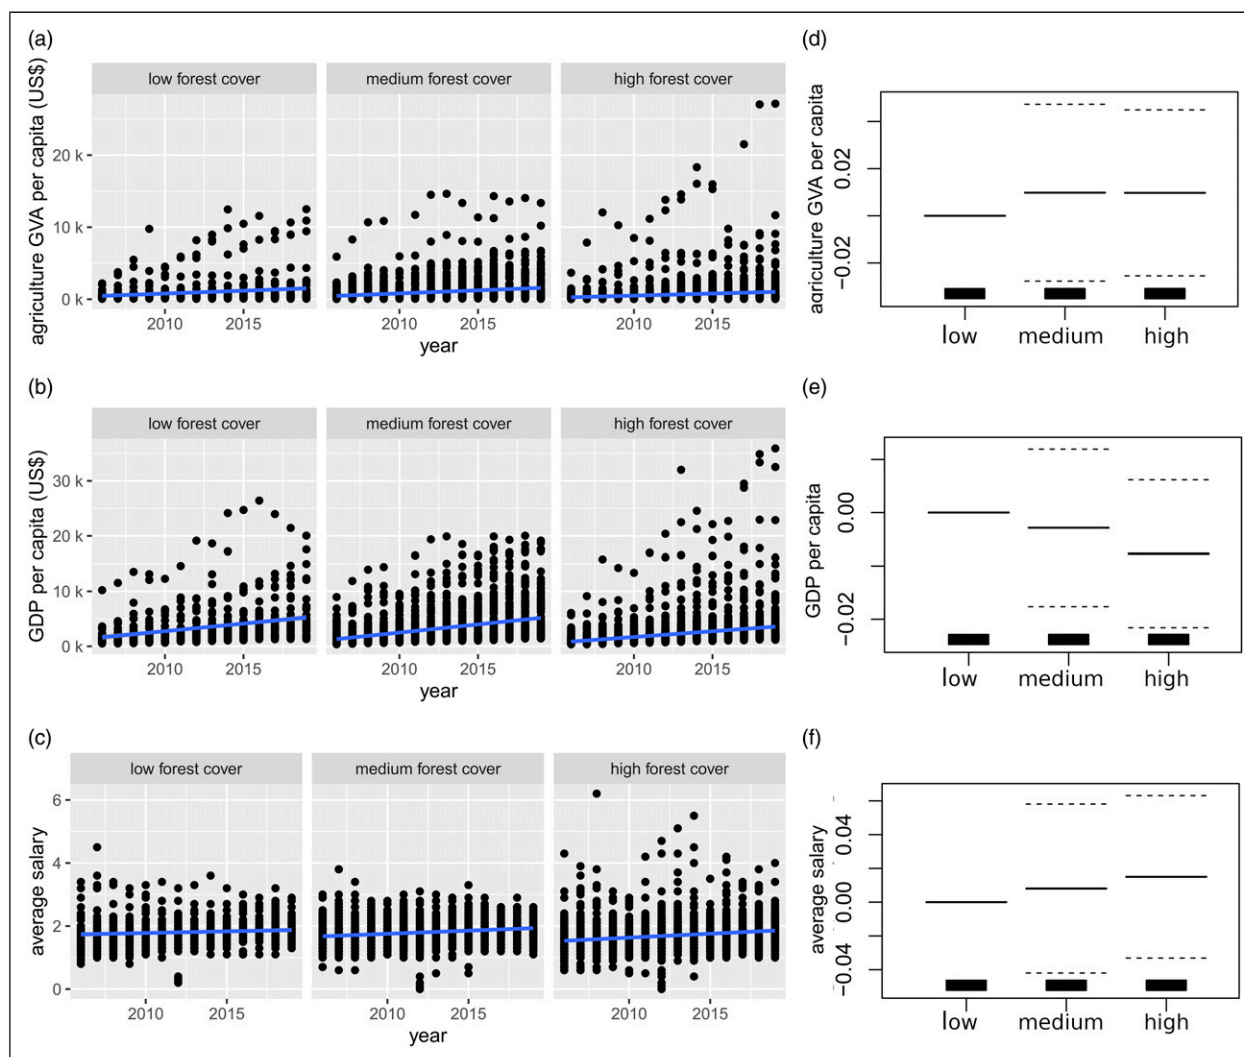 (a)
agriculture GVA per capita (US$)
low forest cover medium forest cover high forest cover
20 k
10 k
0 k
2010 2015 2010 2015 2010 2015
year
(d)
agriculture GVA per capita
0.02
−0.02
low medium high
(b)
GDP per capita (US$)
low forest cover medium forest cover high forest cover
30 k
20 k
10 k
0 k
2010 2015 2010 2015 2010 2015
year
(e)
GDP per capita
0.00
−0.02
low medium high
(c)
average salary
low forest cover medium forest cover high forest cover
6
4
2
0
2010 2015 2010 2015 2010 2015
year
(f)
average salary
0.04
0.00
−0.04
low medium high